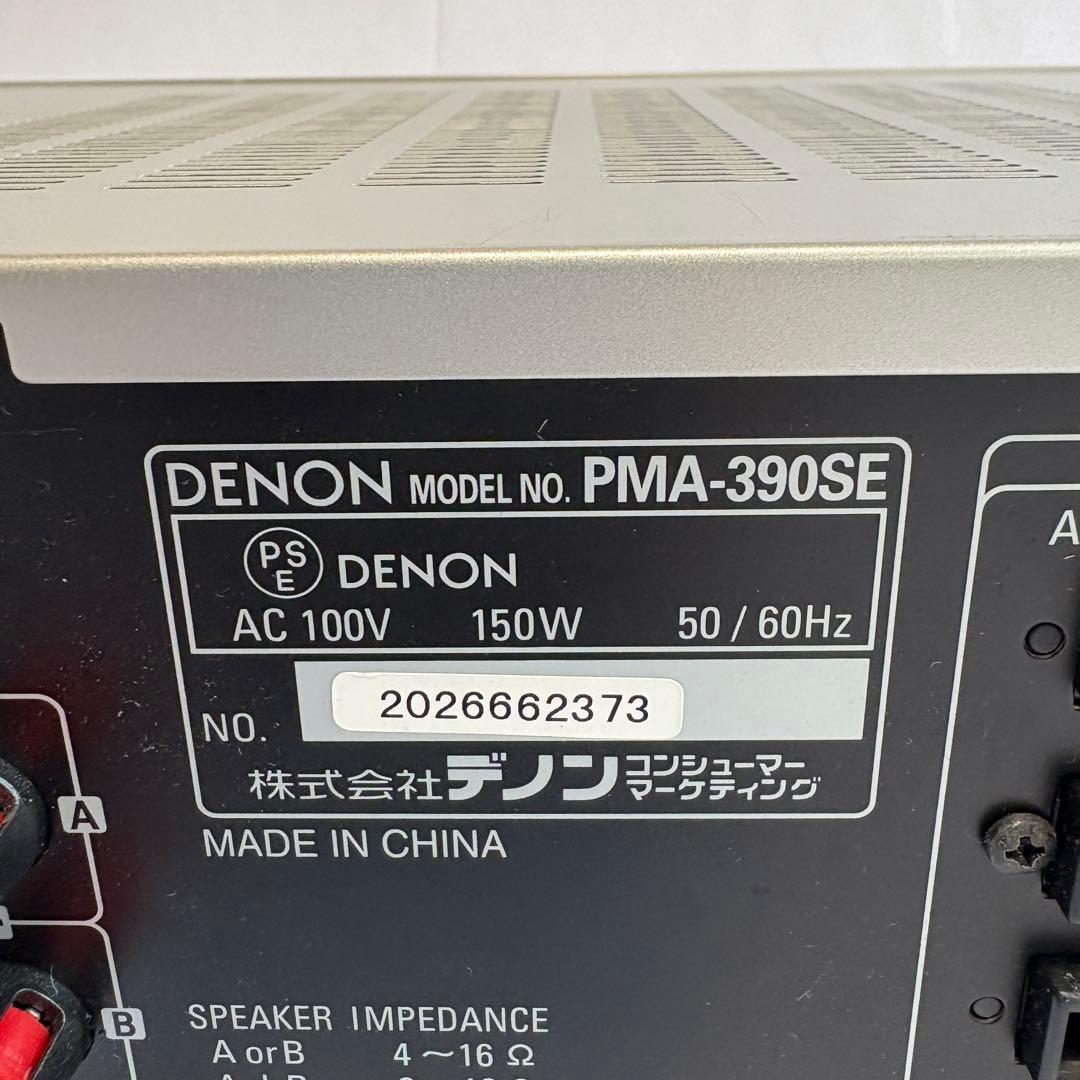 DENON MODEL NO. PMA-390SE
PS
E
DENON
AC 100V 150W 50 / 60Hz
NO. 2026662373
株式会社デノン コンシューマー
マーケティング
MADE IN CHINA
A
B
A
SPEAKER IMPEDANCE
A or B 4 ～ 16 Ω